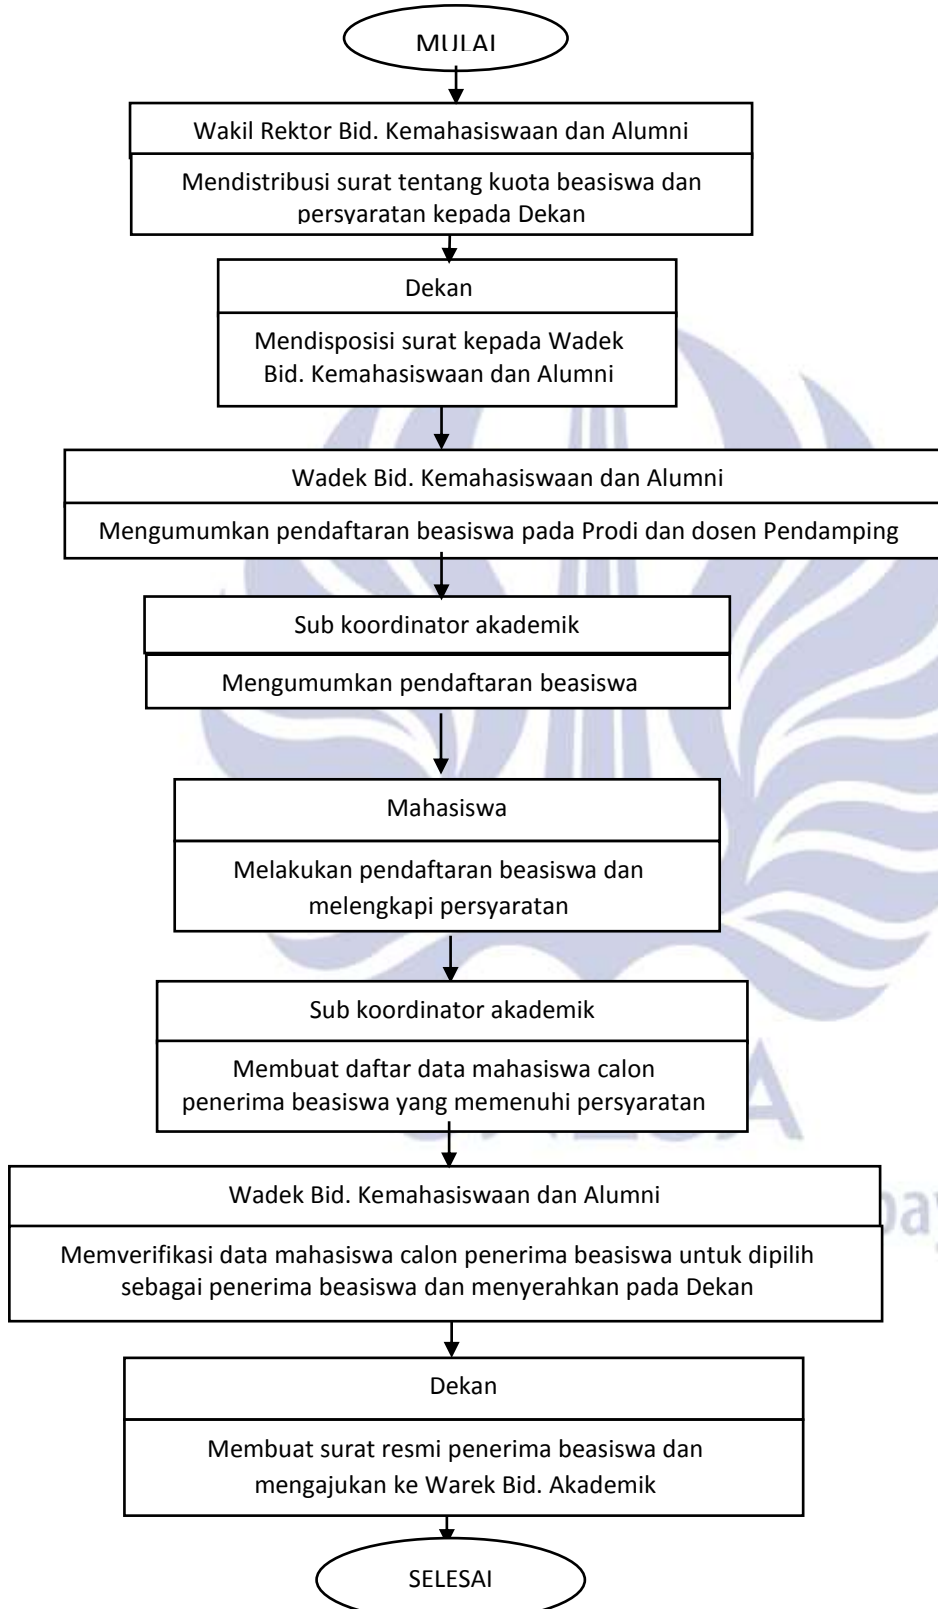 MULAI
Wakil Rektor Bid. Kemahasiswaan dan Alumni
Mendistribusi surat tentang kuota beasiswa dan
persyaratan kepada Dekan
Dekan
Mendisposisi surat kepada Wadek
Bid. Kemahasiswaan dan Alumni
Wadek Bid. Kemahasiswaan dan Alumni
Mengumumkan pendaftaran beasiswa pada Prodi dan dosen Pendamping
Sub koordinator akademik
Mengumumkan pendaftaran beasiswa
Mahasiswa
Melakukan pendaftaran beasiswa dan
melengkapi persyaratan
Sub koordinator akademik
Membuat daftar data mahasiswa calon
penerima beasiswa yang memenuhi persyaratan
Wadek Bid. Kemahasiswaan dan Alumni
Memverifikasi data mahasiswa calon penerima beasiswa untuk dipilih
sebagai penerima beasiswa dan menyerahkan pada Dekan
Dekan
Membuat surat resmi penerima beasiswa dan
mengajukan ke Warek Bid. Akademik
SELESAI